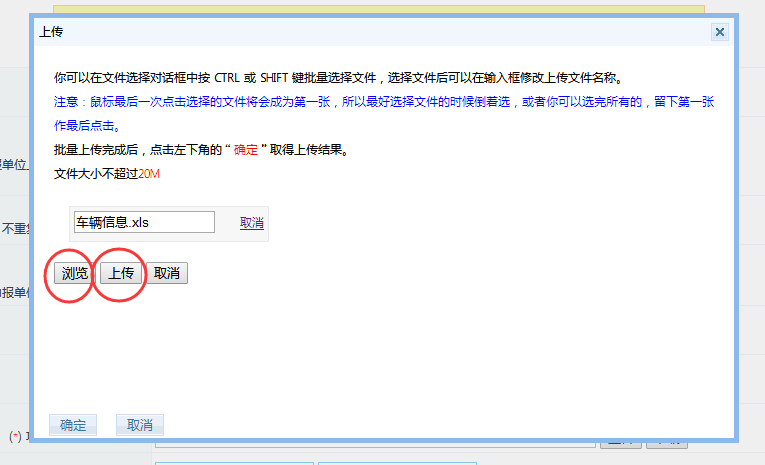 上传
你可以在文件选择对话框中按 CTRL 或 SHIFT 键批量选择文件，选择文件后可以在输入框修改上传文件名称。
注意：鼠标最后一次点击选择的文件将会成为第一张，所以最好选择文件的时候倒着选，或者你可以选完所有的，留下第一张
作最后点击。
批量上传完成后，点击左下角的 " 确定 " 取得上传结果。
文件大小不超过20M
单位
不重
车辆信息.xls 取消
浏览 上传 取消
报单
确定 取消
(*)